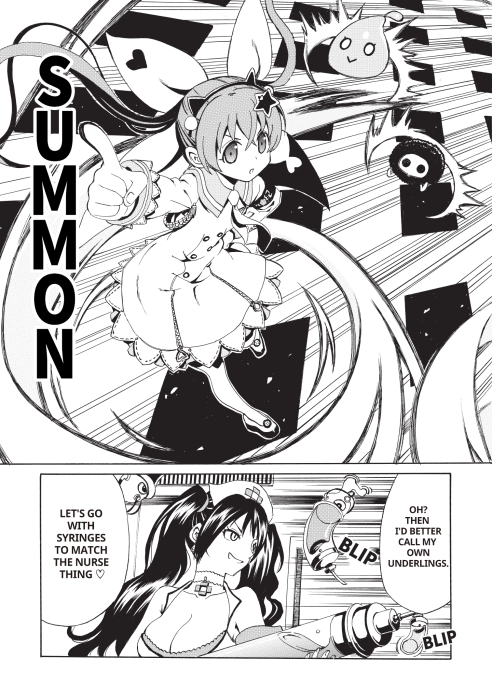 SUMMON
OH?
THEN
I'D BETTER
CALL MY
OWN
UNDERLINGS.
BLIP
BLIP
LET'S GO
WITH
SYRINGES
TO MATCH
THE NURSE
THING ♡